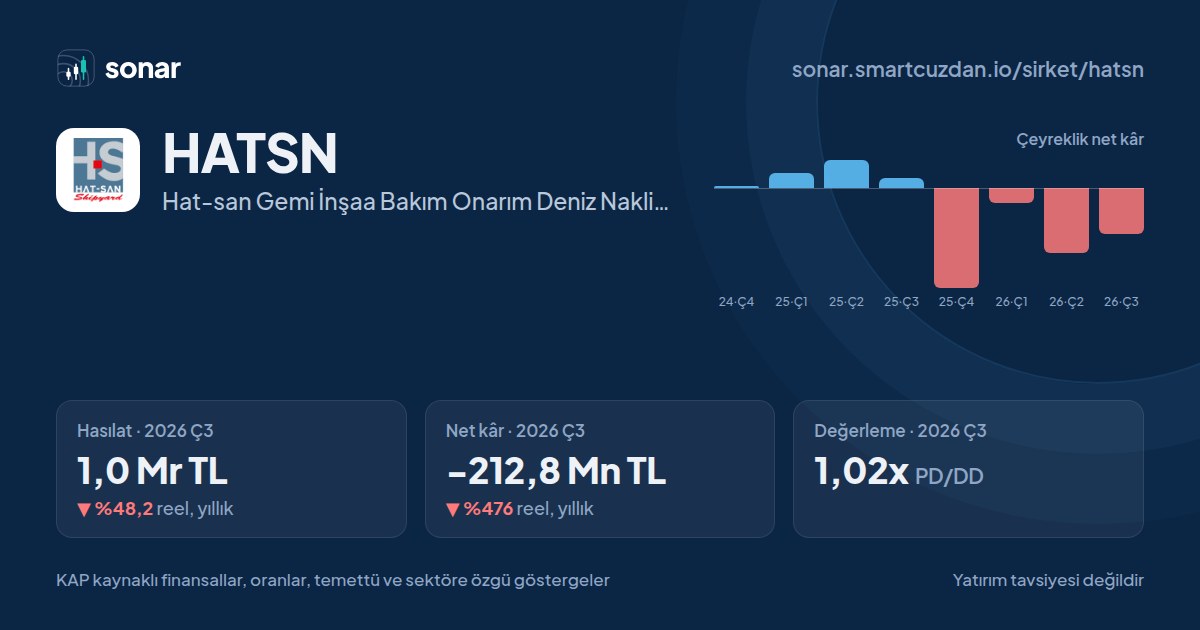 sonar
sonar.smartcuzdan.io/sirket/hatsn
HS
HAT-SAN
Shipyard
HATSN
Hat-san Gemi İnşaa Bakım Onarım Deniz Nakli...
Çeyreklik net kâr
24·Ç4 25·Ç1 25·Ç2 25·Ç3 25·Ç4 26·Ç1 26·Ç2 26·Ç3
Hasılat · 2026 Ç3
1,0 Mr TL
▼ %48,2 reel, yıllık
Net kâr · 2026 Ç3
−212,8 Mn TL
▼ %476 reel, yıllık
Değerleme · 2026 Ç3
1,02x PD/DD
KAP kaynaklı finansallar, oranlar, temettü ve sektöre özgü göstergeler
Yatırım tavsiyesi değildir